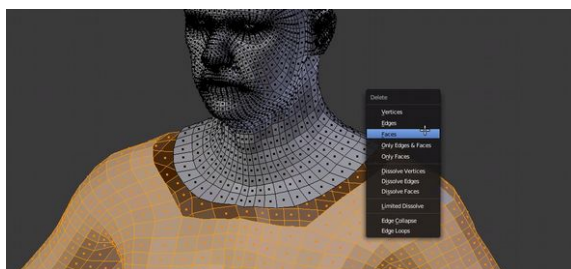 Delete
Vertices
Edges
Faces
Only Edges & Faces
Only Faces
Dissolve Vertices
Dissolve Edges
Dissolve Faces
Limited Dissolve
Edge Collapse
Edge Loops